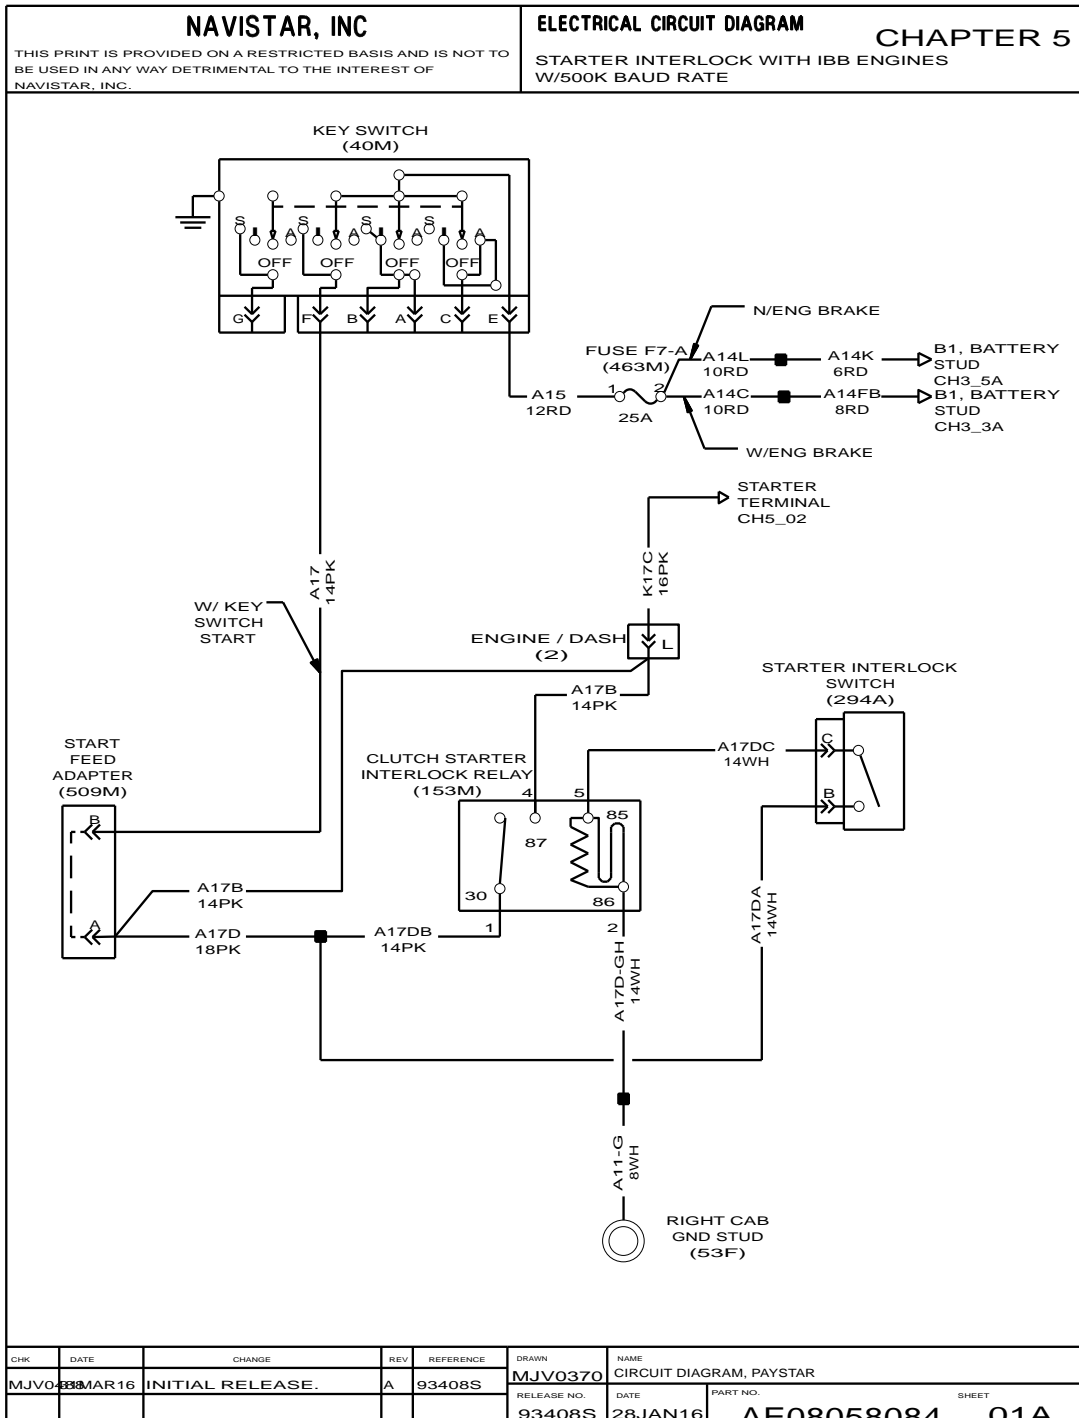 NAVISTAR, INC
THIS PRINT IS PROVIDED ON A RESTRICTED BASIS AND IS NOT TO
BE USED IN ANY WAY DETRIMENTAL TO THE INTEREST OF
NAVISTAR, INC.
ELECTRICAL CIRCUIT DIAGRAM
CHAPTER 5
STARTER INTERLOCK WITH IBB ENGINES
W/500K BAUD RATE
KEY SWITCH
(40M)
S S S S
A A A A
OFF OFF OFF OFF
G F B A C E
N/ENG BRAKE
FUSE F7-A
(463M)
1 2
25A
A15
12RD
A14L
10RD
A14K
6RD
B1, BATTERY
STUD
CH3_5A
A14C
10RD
A14FB
8RD
B1, BATTERY
STUD
CH3_3A
W/ENG BRAKE
STARTER
TERMINAL
CH5_02
A17
14PK
K17C
16PK
W/ KEY
SWITCH
START
ENGINE / DASH
(2)
L
A17B
14PK
STARTER INTERLOCK
SWITCH
(294A)
C
B
A17DC
14WH
START
FEED
ADAPTER
(509M)
B
A
CLUTCH STARTER
INTERLOCK RELAY
(153M)
4 5
85
87
30
86
1 2
A17B
14PK
A17D
18PK
A17DB
14PK
A17DA
14WH
A17D-GH
14WH
A11-G
8WH
RIGHT CAB
GND STUD
(53F)
CHK DATE CHANGE REV REFERENCE
INITIAL RELEASE. A 93408S
DRAWN
MJV0370
NAME
CIRCUIT DIAGRAM, PAYSTAR
RELEASE NO.
93408S
DATE
28JAN16
PART NO.
AE08058084
SHEET
01A